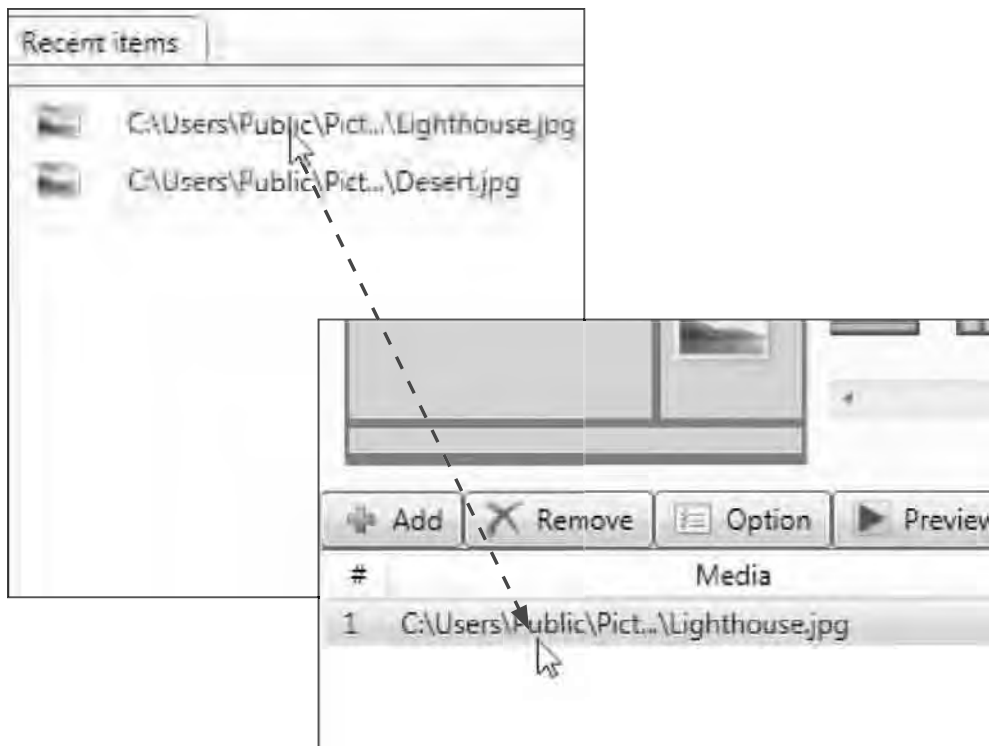 Recent items
C:\Users\Public\Pict...\Lighthouse.jpg
C:\Users\Public\Pict...\Desert.jpg
Add Remove Option Preview
# Media
1 C:\Users\Public\Pict...\Lighthouse.jpg